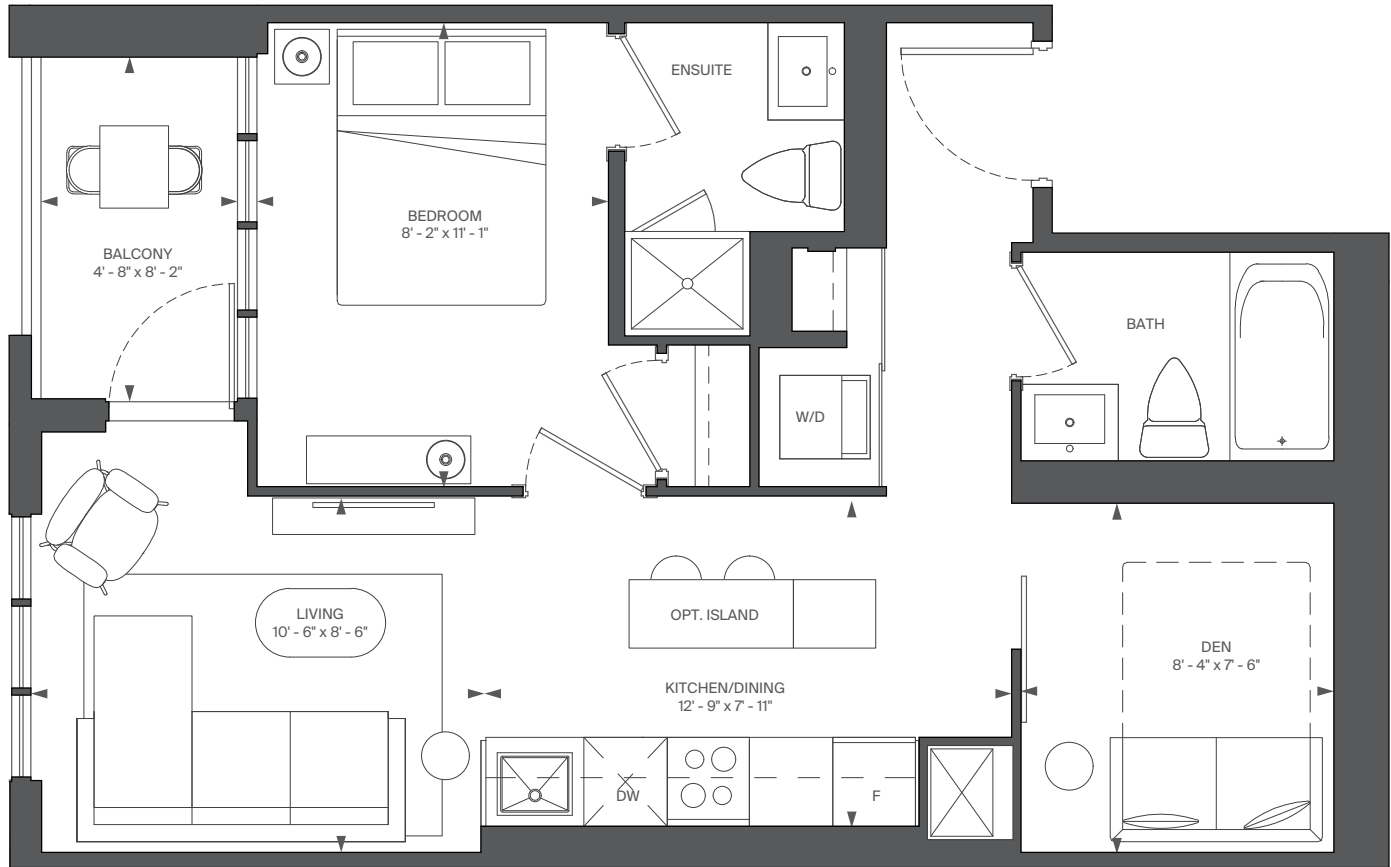 ENSUITE
BEDROOM
8' - 2" x 11' - 1"
BALCONY
4' - 8" x 8' - 2"
BATH
W/D
LIVING
10' - 6" x 8' - 6"
OPT. ISLAND
DEN
8' - 4" x 7' - 6"
KITCHEN/DINING
12' - 9" x 7' - 11"
DW
F